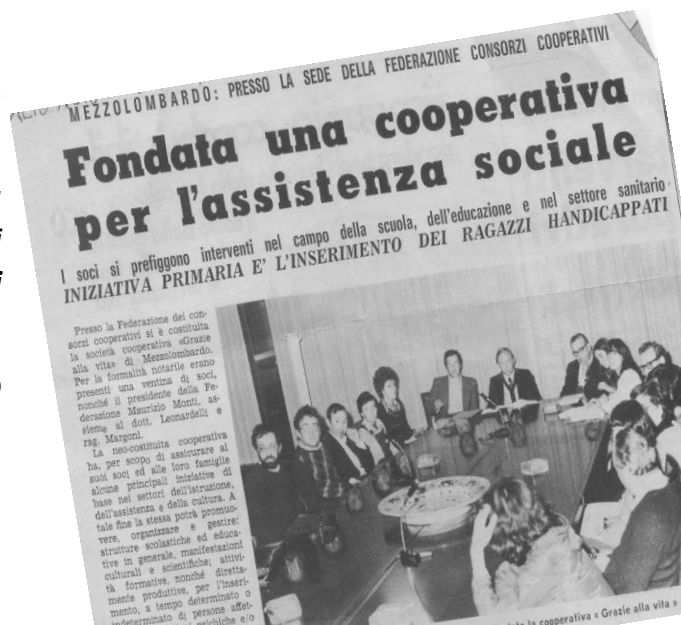 MEZZOLOMBARDO: PRESSO LA SEDE DELLA FEDERAZIONE CONSORZI COOPERATIVI
Fondata una cooperativa
per l'assistenza sociale
I soci si prefiggono interventi nel campo della scuola, dell'educazione e nel settore sanitario
INIZIATIVA PRIMARIA E' L'INSERIMENTO DEI RAGAZZI HANDICAPPATI
Presso la Federazione dei con-
sorzi cooperativi si è costituita
la società cooperativa «Grazie
alla vita» di Mezzolombardo.
Per la formalità notarile erano
presenti una ventina di soci,
nonché il presidente della Fe-
derazione Maurizio Monti, as-
sieme al dott. Leonardelli e
rag. Margoni.
La neo-costituita cooperativa
ha, per scopo di assicurare ai
suoi soci ed alle loro famiglie
alcune principali iniziative di
base nei settori dell'istruzione,
dell'assistenza e della cultura. A
tale fine la stessa potrà promuo-
vere, organizzare e gestire:
strutture scolastiche ed educa-
tive in generale, manifestazioni
culturali e scientifiche; attivi-
tà formative, nonché diretta-
mente produttive, per l'inseri-
mento, a tempo determinato o
indeterminato di persone affet-
psichiche e/o
la cooperativa « Grazie alla vita »